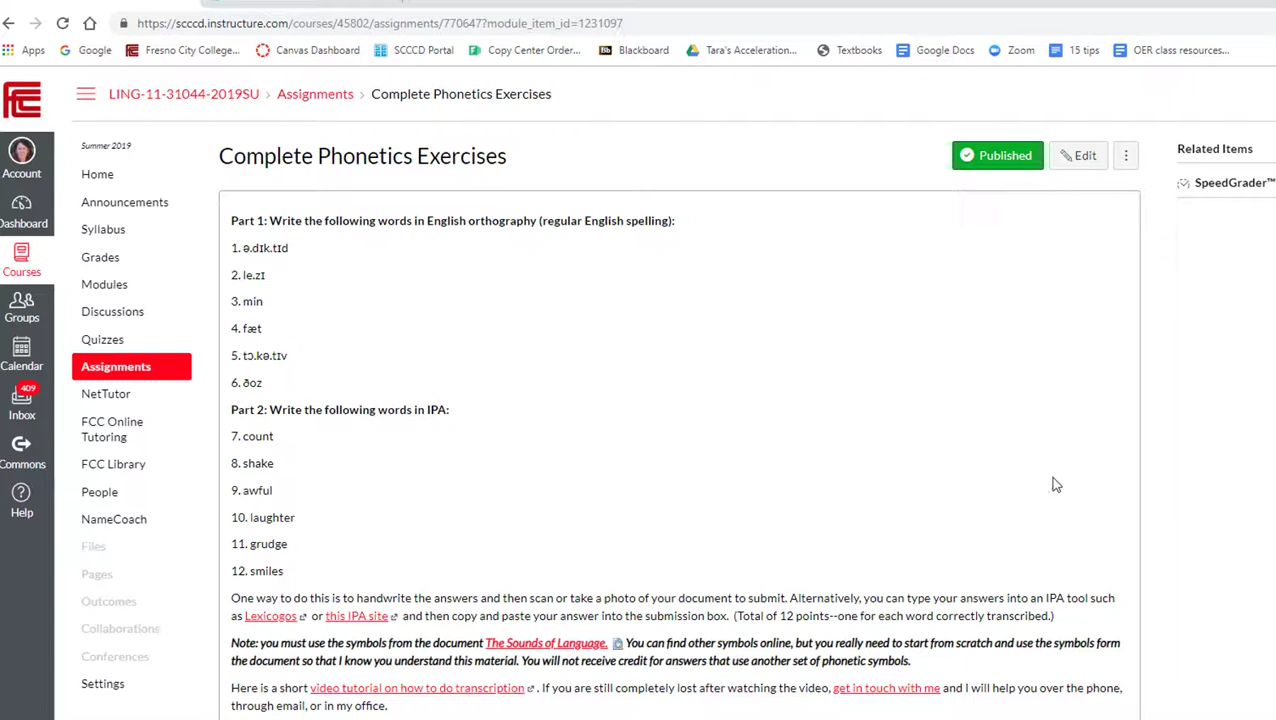 https://scccd.instructure.com/courses/45802/assignments/770647?module_item_id=1231097
Apps Google Fresno City College... Canvas Dashboard SCCCD Portal Copy Center Order... Bb Blackboard Tara's Acceleration... Textbooks Google Docs Zoom 15 tips OER class resources...
FCC
LING-11-31044-2019SU > Assignments > Complete Phonetics Exercises
Account
Dashboard
Courses
Groups
Calendar
409
Inbox
Commons
Help
Summer 2019
Home
Announcements
Syllabus
Grades
Modules
Discussions
Quizzes
Assignments
NetTutor
FCC Online
Tutoring
FCC Library
People
NameCoach
Files
Pages
Outcomes
Collaborations
Conferences
Settings
Complete Phonetics Exercises
Published Edit
Related Items
SpeedGrader™
Part 1: Write the following words in English orthography (regular English spelling):
1. ə.dɪk.tɪd
2. le.zɪ
3. min
4. fæt
5. tɔ.kə.tɪv
6. ðoz
Part 2: Write the following words in IPA:
7. count
8. shake
9. awful
10. laughter
11. grudge
12. smiles
One way to do this is to handwrite the answers and then scan or take a photo of your document to submit. Alternatively, you can type your answers into an IPA tool such
as Lexicogos or this IPA site and then copy and paste your answer into the submission box. (Total of 12 points--one for each word correctly transcribed.)
Note: you must use the symbols from the document The Sounds of Language. You can find other symbols online, but you really need to start from scratch and use the symbols form
the document so that I know you understand this material. You will not receive credit for answers that use another set of phonetic symbols.
Here is a short video tutorial on how to do transcription . If you are still completely lost after watching the video, get in touch with me and I will help you over the phone,
through email, or in my office.